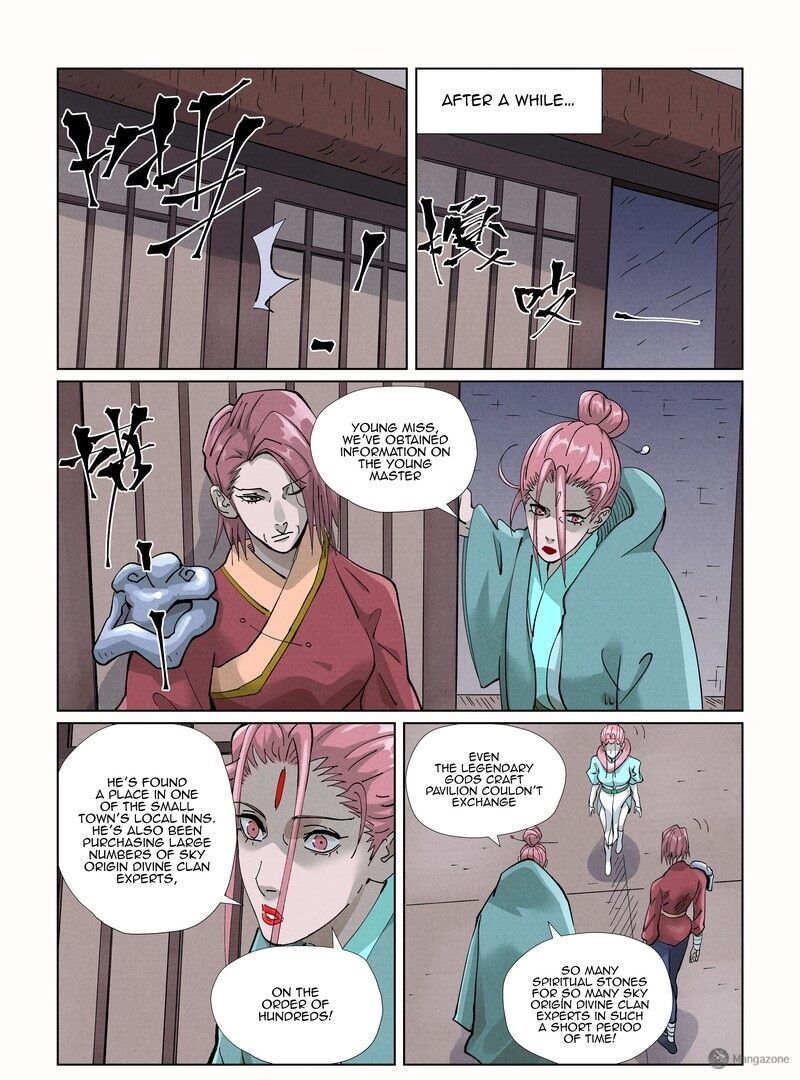 AFTER A WHILE...
吱
YOUNG MISS,
WE'VE OBTAINED
INFORMATION ON
THE YOUNG
MASTER
HE'S FOUND
A PLACE IN ONE
OF THE SMALL
TOWN'S LOCAL INNS.
HE'S ALSO BEEN
PURCHASING LARGE
NUMBERS OF SKY
ORIGIN DIVINE CLAN
EXPERTS,
ON THE
ORDER OF
HUNDREDS!
EVEN
THE LEGENDARY
GODS CRAFT
PAVILION COULDN'T
EXCHANGE
SO MANY
SPIRITUAL STONES
FOR SO MANY SKY
ORIGIN DIVINE CLAN
EXPERTS IN SUCH
A SHORT PERIOD
OF TIME!
Mangazone